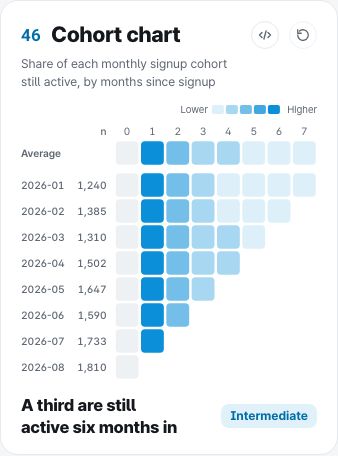 46 Cohort chart
Share of each monthly signup cohort
still active, by months since signup
Lower Higher
n 0 1 2 3 4 5 6 7
Average
2026-01 1,240
2026-02 1,385
2026-03 1,310
2026-04 1,502
2026-05 1,647
2026-06 1,590
2026-07 1,733
2026-08 1,810
A third are still
active six months in
Intermediate